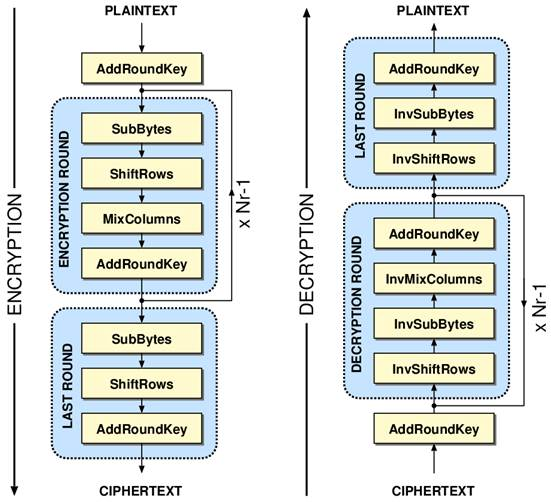 PLAINTEXT
AddRoundKey
ENCRYPTION ROUND
SubBytes
ShiftRows
MixColumns
AddRoundKey
x Nr-1
LAST ROUND
SubBytes
ShiftRows
AddRoundKey
CIPHERTEXT
ENCRYPTION
PLAINTEXT
LAST ROUND
AddRoundKey
InvSubBytes
InvShiftRows
DECRYPTION ROUND
AddRoundKey
InvMixColumns
InvSubBytes
InvShiftRows
x Nr-1
AddRoundKey
CIPHERTEXT
DECRYPTION